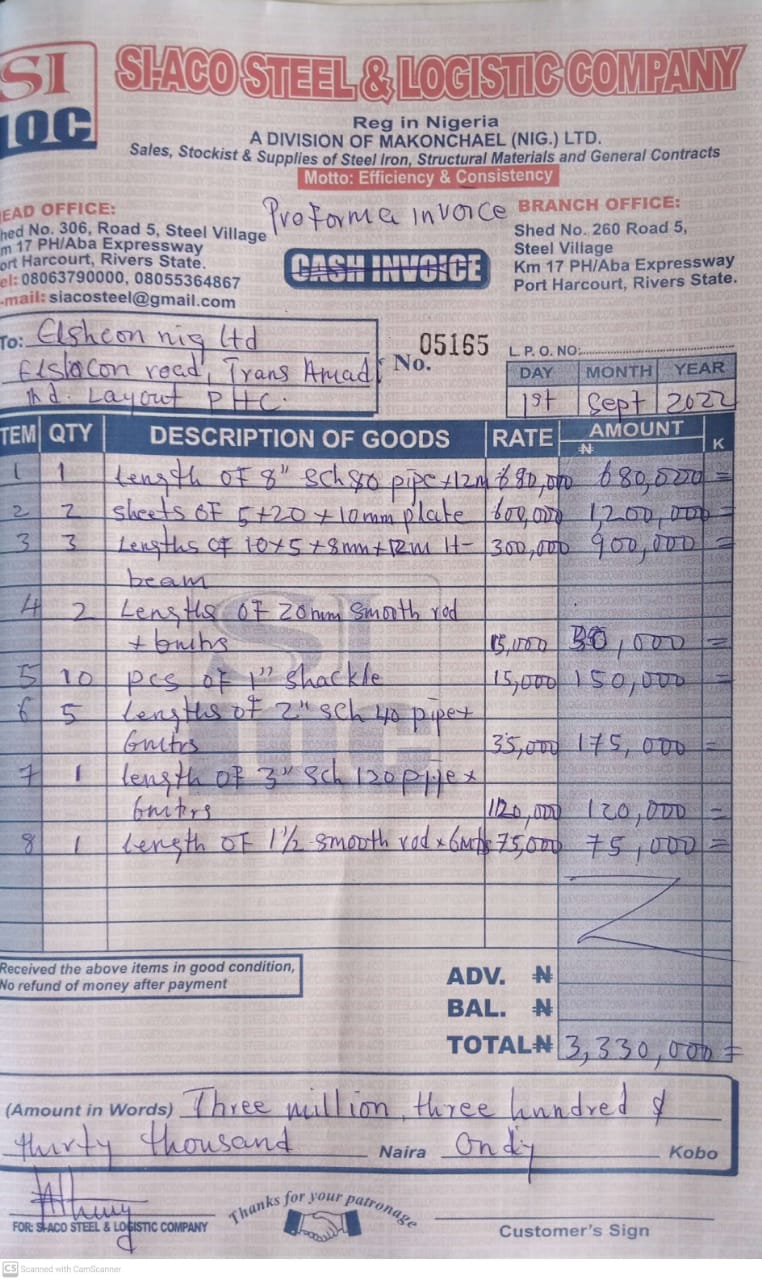 SI
IOC
SI-ACO STEEL & LOGISTIC COMPANY
Reg in Nigeria
A DIVISION OF MAKONCHAEL (NIG.) LTD.
Sales, Stockist & Supplies of Steel Iron, Structural Materials and General Contracts
Motto: Efficiency & Consistency
EAD OFFICE:
hed No. 306, Road 5, Steel Village
m 17 PH/Aba Expressway
ort Harcourt, Rivers State.
el: 08063790000, 08055364867
-mail: siacosteel@gmail.com
Proforma invoice
CASH INVOICE
BRANCH OFFICE:
Shed No. 260 Road 5,
Steel Village
Km 17 PH/Aba Expressway
Port Harcourt, Rivers State.
To: Elsheon nig Ltd
road, Trans Amadi
Ind. Layout PHC.
No. 05165
L. P. O. NO:
DAY MONTH YEAR
1st Sept 2022
TEM QTY DESCRIPTION OF GOODS RATE AMOUNT
₦ K
1 1 Length of 8" Sch 80 pipe x 12m 680,000 680,000 =
2 2 sheets of 5x20x10mm plate 600,000 1,200,000 =
3 3 Lengths of 10x5x8mmx12m H- 300,000 900,000 =
beam
4 2 Lengths of 20mm smooth rod
x 6mtrs 15,000 30,000 =
5 10 pcs of 1" shackle 15,000 150,000 =
6 5 Lengths of 2" sch 40 pipe x
6mtrs 35,000 175,000 =
7 1 length of 3" Sch 120 pipe x
6mtrs 120,000 120,000 =
8 1 length of 1½ smooth rod x 6mtrs 75,000 75,000 =
Received the above items in good condition,
No refund of money after payment
ADV. ₦
BAL. ₦
TOTAL ₦ 3,330,000 =
(Amount in Words) Three million, three hundred &
thirty thousand Naira Only Kobo
FOR: SI-ACO STEEL & LOGISTIC COMPANY
Thanks for your patronage
Customer's Sign
CS Scanned with CamScanner